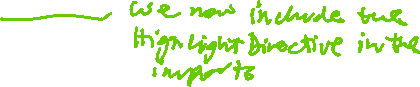 we now include the
HighlightDirective in the
imports